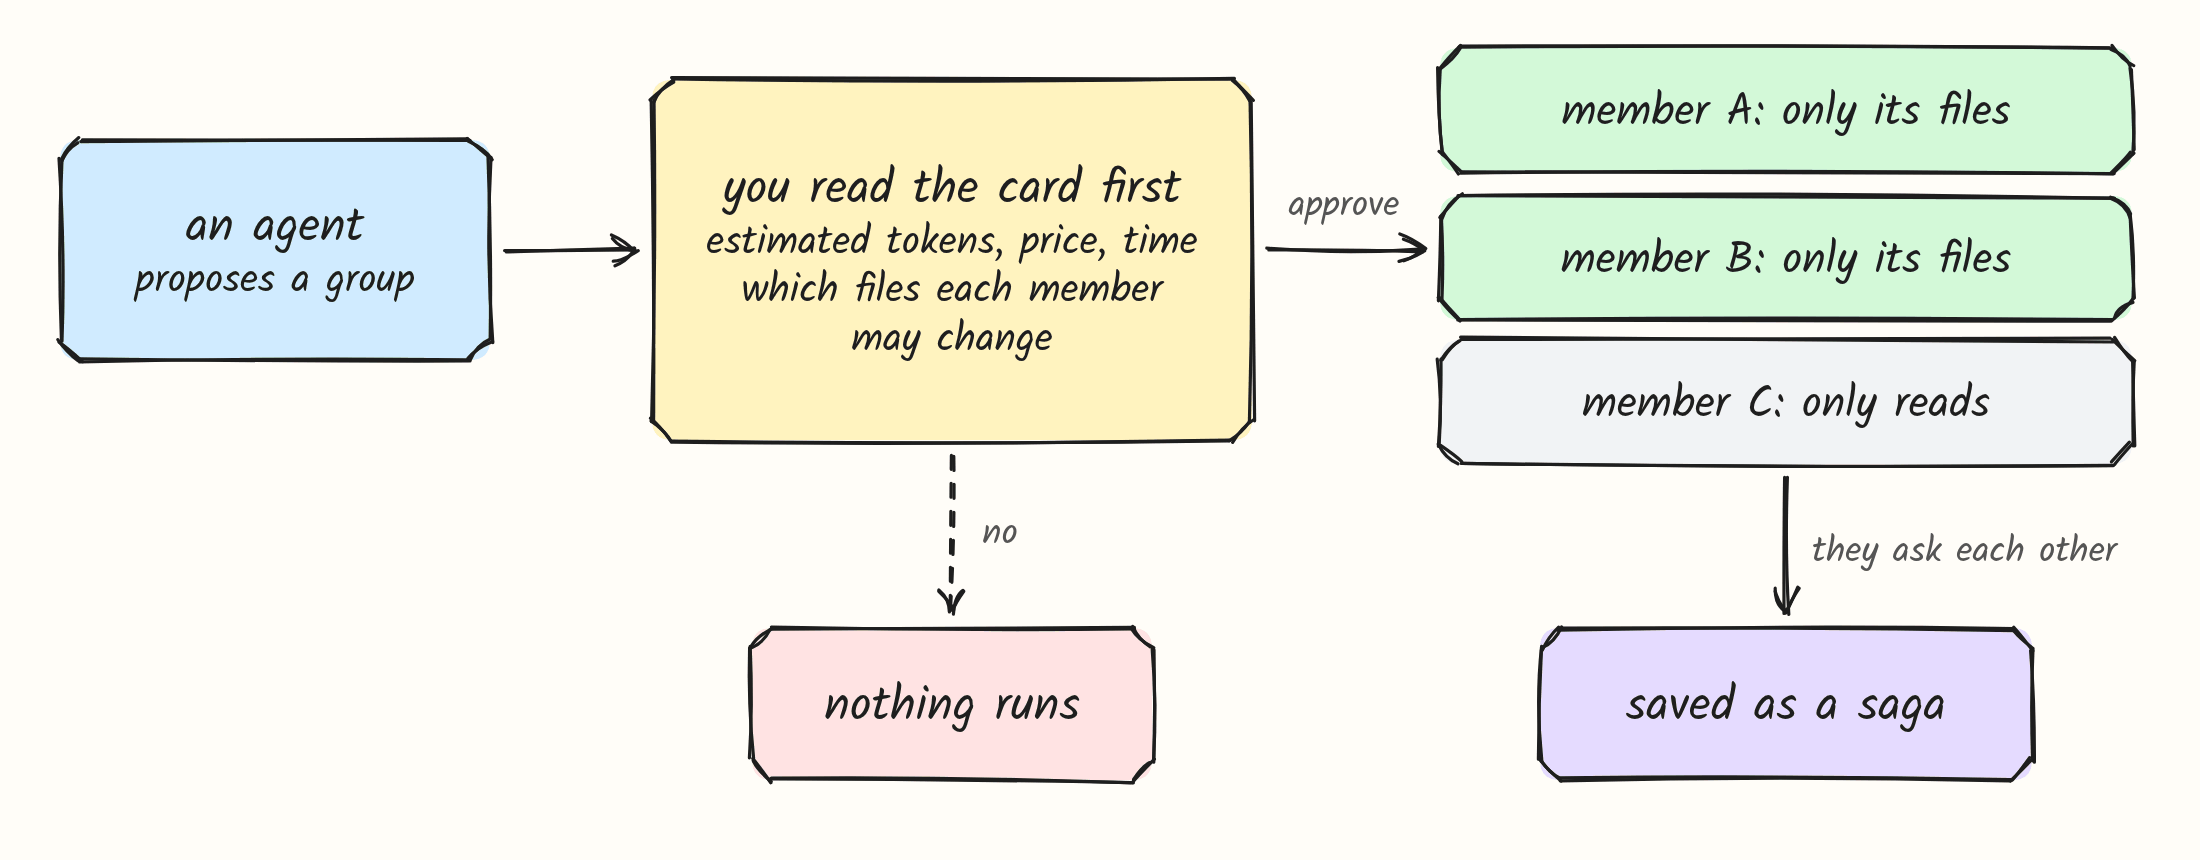 an agent
proposes a group
you read the card first
estimated tokens, price, time
which files each member
may change
approve
member A: only its files
member B: only its files
member C: only reads
no
they ask each other
nothing runs
saved as a saga